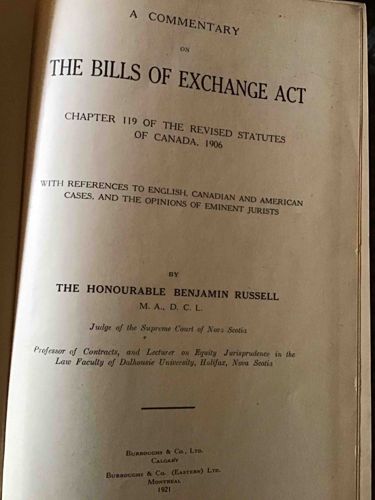 A COMMENTARY
ON
THE BILLS OF EXCHANGE ACT
CHAPTER 119 OF THE REVISED STATUTES
OF CANADA, 1906
WITH REFERENCES TO ENGLISH, CANADIAN AND AMERICAN
CASES, AND THE OPINIONS OF EMINENT JURISTS
BY
THE HONOURABLE BENJAMIN RUSSELL
M. A., D. C. L.
Judge of the Supreme Court of Nova Scotia
Professor of Contracts, and Lecturer on Equity Jurisprudence in the
Law Faculty of Dalhousie University, Halifax, Nova Scotia
BURROUGHS & CO., LTD.
CALGARY
BURROUGHS & CO. (EASTERN) LTD.
MONTREAL
1921